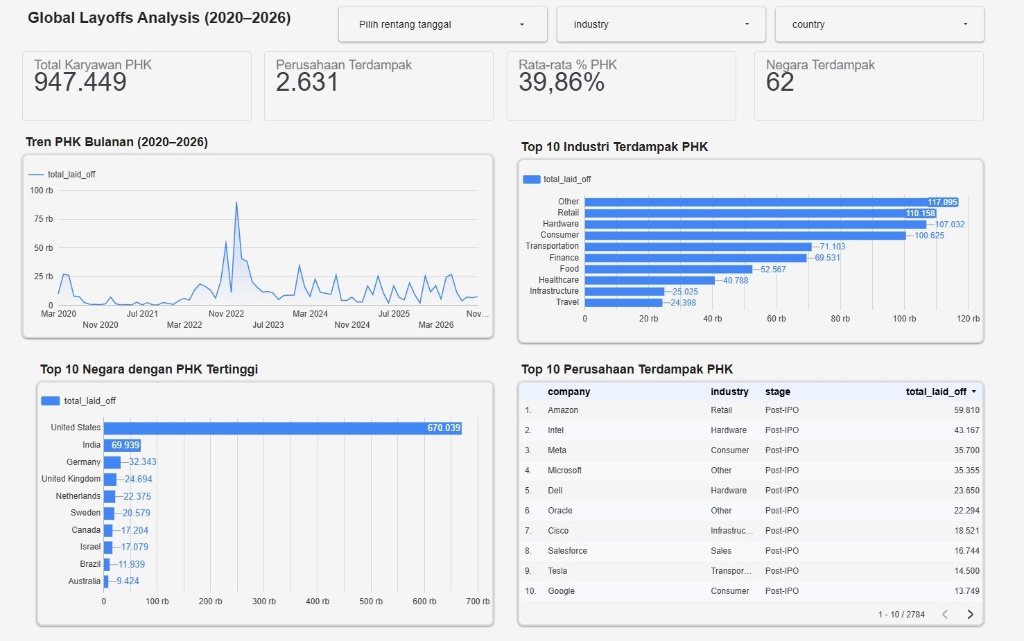 Global Layoffs Analysis (2020–2026)
Pilih rentang tanggal
industry
country
Total Karyawan PHK
947.449
Perusahaan Terdampak
2.631
Rata-rata % PHK
39,86%
Negara Terdampak
62
Tren PHK Bulanan (2020–2026)
total_laid_off
100 rb
75 rb
50 rb
25 rb
0
Mar 2020
Nov 2020
Jul 2021
Mar 2022
Nov 2022
Jul 2023
Mar 2024
Nov 2024
Jul 2025
Mar 2026
Nov...
Top 10 Industri Terdampak PHK
total_laid_off
Other 117.095
Retail 110.158
Hardware 107.032
Consumer 100.625
Transportation 71.103
Finance 69.531
Food 52.567
Healthcare 40.788
Infrastructure 25.025
Travel 24.398
0 20 rb 40 rb 60 rb 80 rb 100 rb 120 rb
Top 10 Negara dengan PHK Tertinggi
total_laid_off
United States 670.039
India 69.939
Germany 32.343
United Kingdom 24.694
Netherlands 22.375
Sweden 20.579
Canada 17.204
Israel 17.079
Brazil 11.939
Australia 9.424
0 100 rb 200 rb 300 rb 400 rb 500 rb 600 rb 700 rb
Top 10 Perusahaan Terdampak PHK
company industry stage total_laid_off
1. Amazon Retail Post-IPO 59.810
2. Intel Hardware Post-IPO 43.167
3. Meta Consumer Post-IPO 35.700
4. Microsoft Other Post-IPO 35.355
5. Dell Hardware Post-IPO 23.650
6. Oracle Other Post-IPO 22.294
7. Cisco Infrastruc... Post-IPO 18.521
8. Salesforce Sales Post-IPO 16.744
9. Tesla Transpor... Post-IPO 14.500
10. Google Consumer Post-IPO 13.749
1 - 10 / 2784